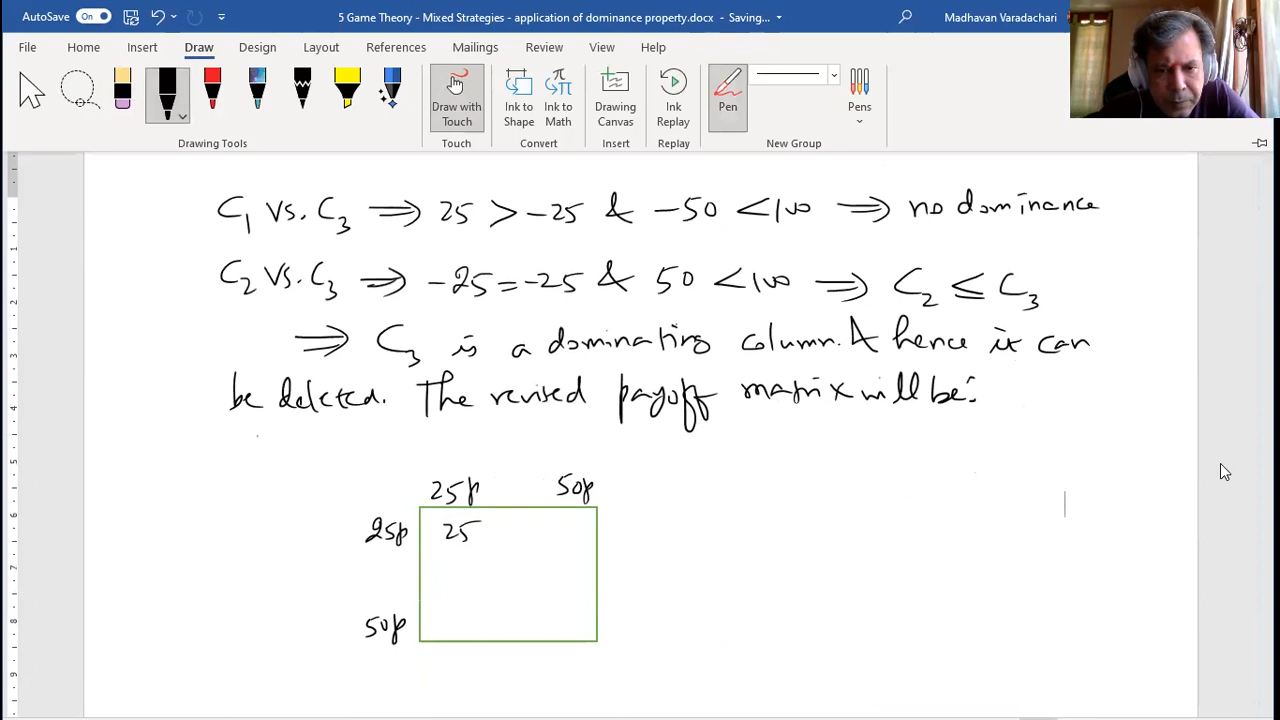 AutoSave On 5 Game Theory - Mixed Strategies - application of dominance property.docx - Saving... Madhavan Varadachari
File Home Insert Draw Design Layout References Mailings Review View Help
Draw with Touch Ink to Shape Ink to Math Drawing Canvas Ink Replay Pen Pens
Drawing Tools Touch Convert Insert Replay New Group
C1 Vs. C3 ⟹ 25 > -25 & -50 < 100 ⟹ no dominance
C2 Vs. C3 ⟹ -25 = -25 & 50 < 100 ⟹ C2 ≤ C3
⟹ C3 is a dominating column. & hence it can
be deleted. The revised payoff matrix will be:
25p 50p
25p 25
50p